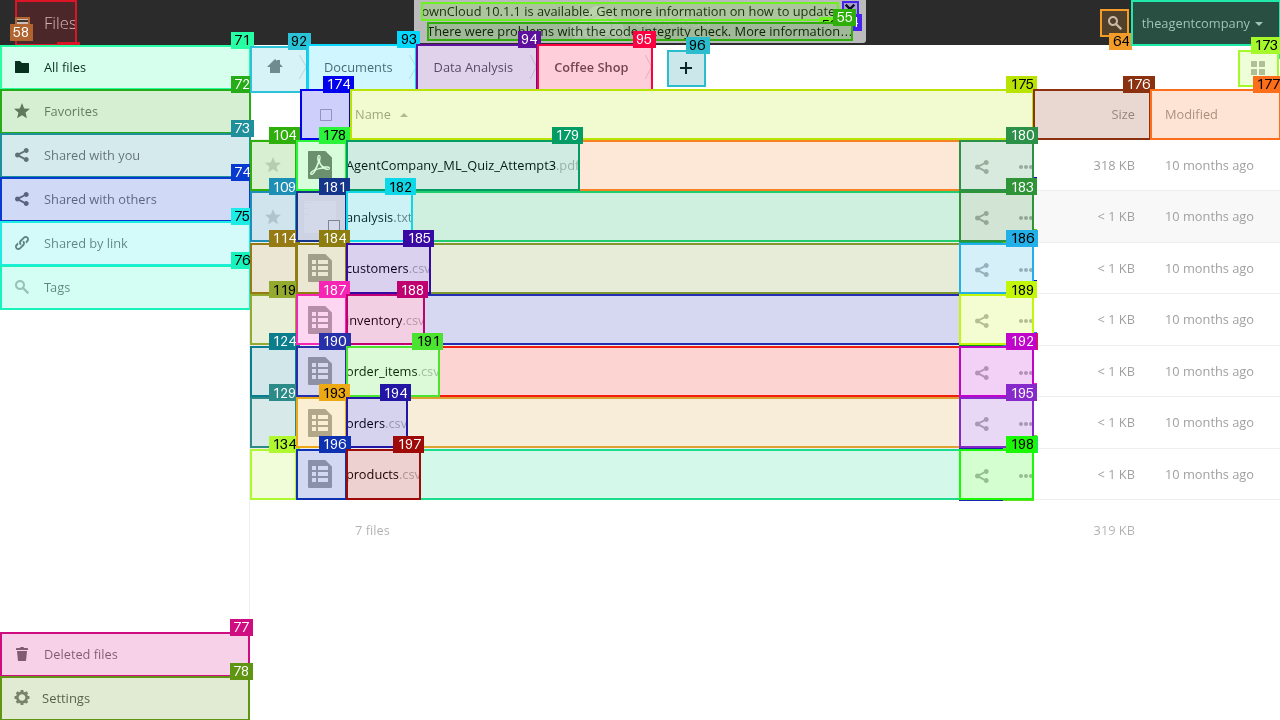 Files
58
ownCloud 10.1.1 is available. Get more information on how to update
There were problems with the code integrity check. More information...
55
64
theagentcompany
71
All files
72
Favorites
73
Shared with you
74
Shared with others
75
Shared by link
76
Tags
77
Deleted files
78
Settings
92
93
Documents
94
Data Analysis
95
Coffee Shop
96
+
173
174
175
Name
176
Size
177
Modified
104
178
179
AgentCompany_ML_Quiz_Attempt3.pdf
180
318 KB
10 months ago
109
181
182
analysis.txt
183
< 1 KB
10 months ago
114
184
185
customers.csv
186
< 1 KB
10 months ago
119
187
188
inventory.csv
189
< 1 KB
10 months ago
124
190
191
order_items.csv
192
< 1 KB
10 months ago
129
193
194
orders.csv
195
< 1 KB
10 months ago
134
196
197
products.csv
198
< 1 KB
10 months ago
7 files
319 KB